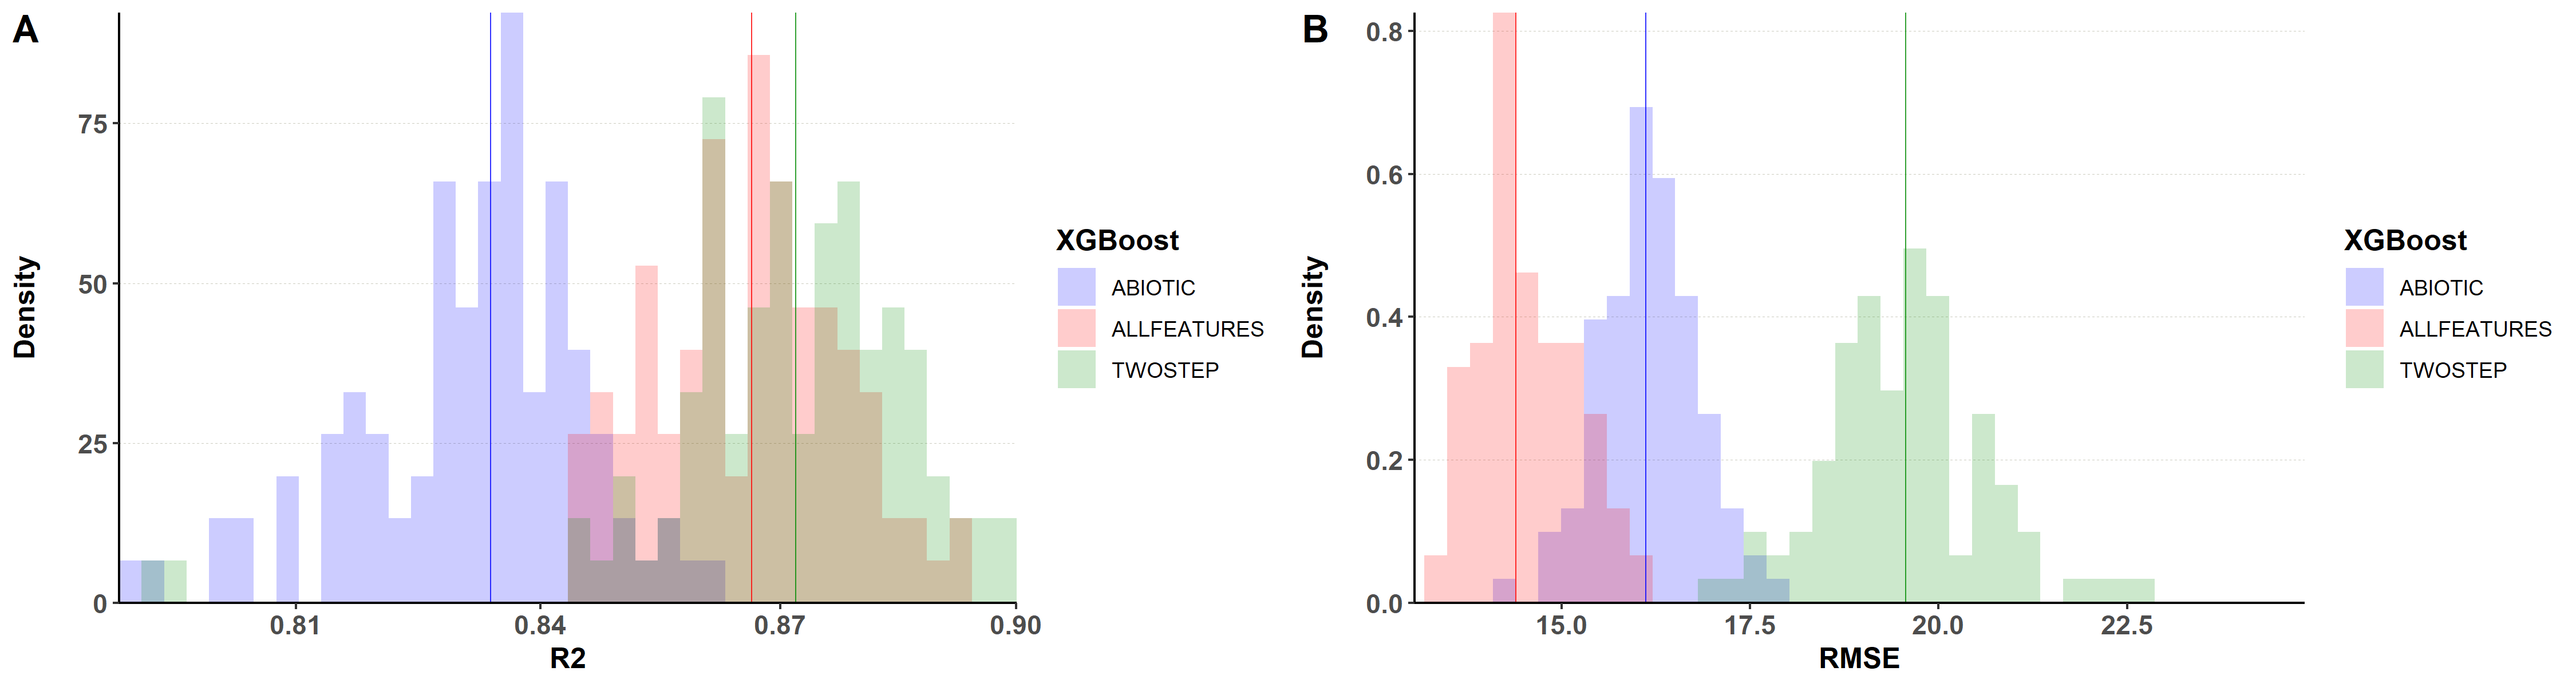 A
Density
75
50
25
0
0.81
0.84
0.87
0.90
R2
XGBoost
ABIOTIC
ALLFEATURES
TWOSTEP
B
Density
0.8
0.6
0.4
0.2
0.0
15.0
17.5
20.0
22.5
RMSE
XGBoost
ABIOTIC
ALLFEATURES
TWOSTEP